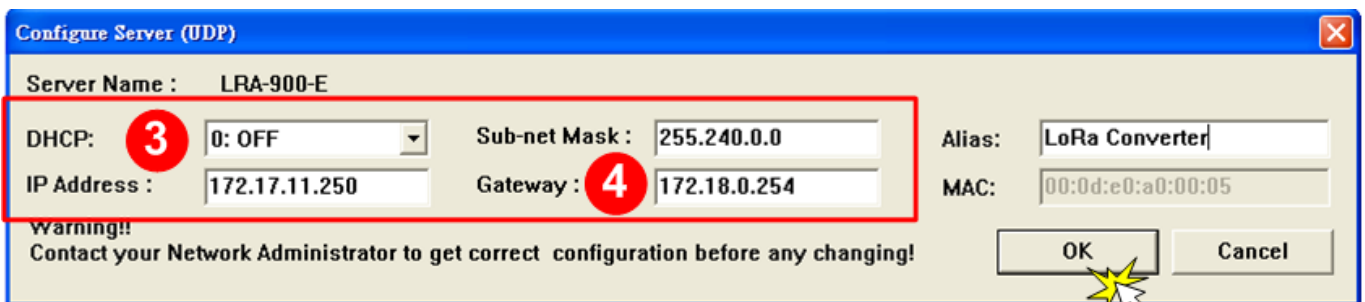 Configure Server (UDP)
Server Name : LRA-900-E
DHCP: 3 0: OFF Sub-net Mask : 255.240.0.0 Alias: LoRa Converter
IP Address : 172.17.11.250 Gateway : 4 172.18.0.254 MAC: 00:0d:e0:a0:00:05
Warning!!
Contact your Network Administrator to get correct configuration before any changing!
OK Cancel